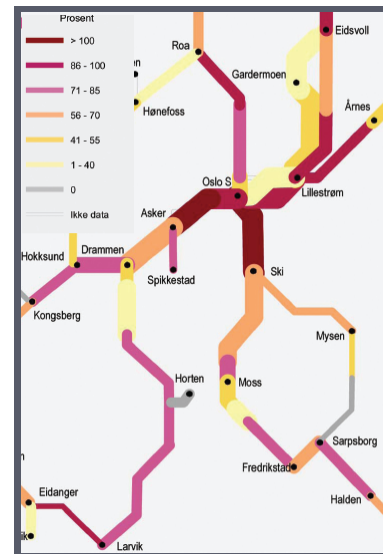 Prosent
> 100
86 - 100
71 - 85
56 - 70
41 - 55
1 - 40
0
Ikke data
Roa
Eidsvoll
Gardermoen
Hønefoss
Årnes
Oslo S
Lillestrøm
Asker
Drammen
Hokksund
Spikkestad
Ski
Kongsberg
Mysen
Horten
Moss
Sarpsborg
Fredrikstad
Eidanger
Halden
Larvik